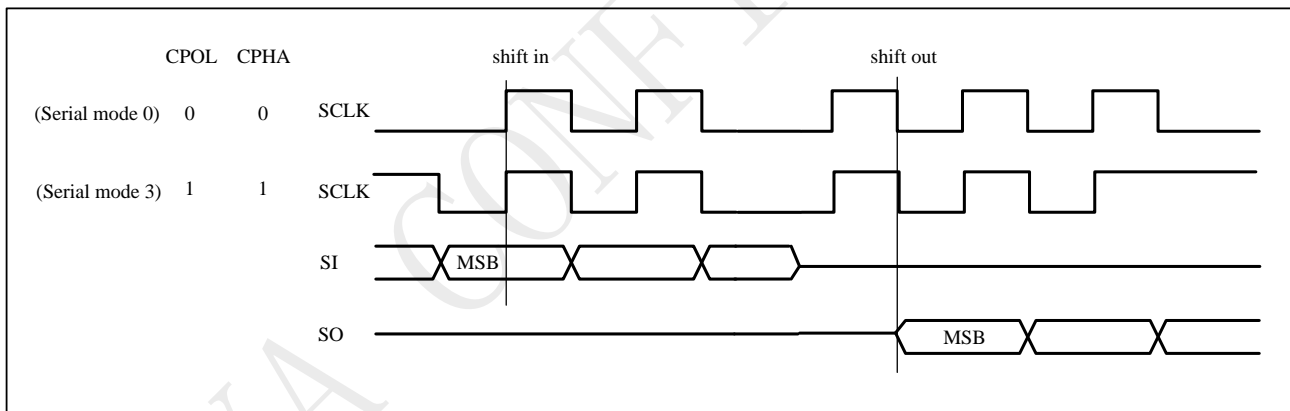 CPOL CPHA shift in shift out
(Serial mode 0) 0 0 SCLK
(Serial mode 3) 1 1 SCLK
SI MSB
SO MSB